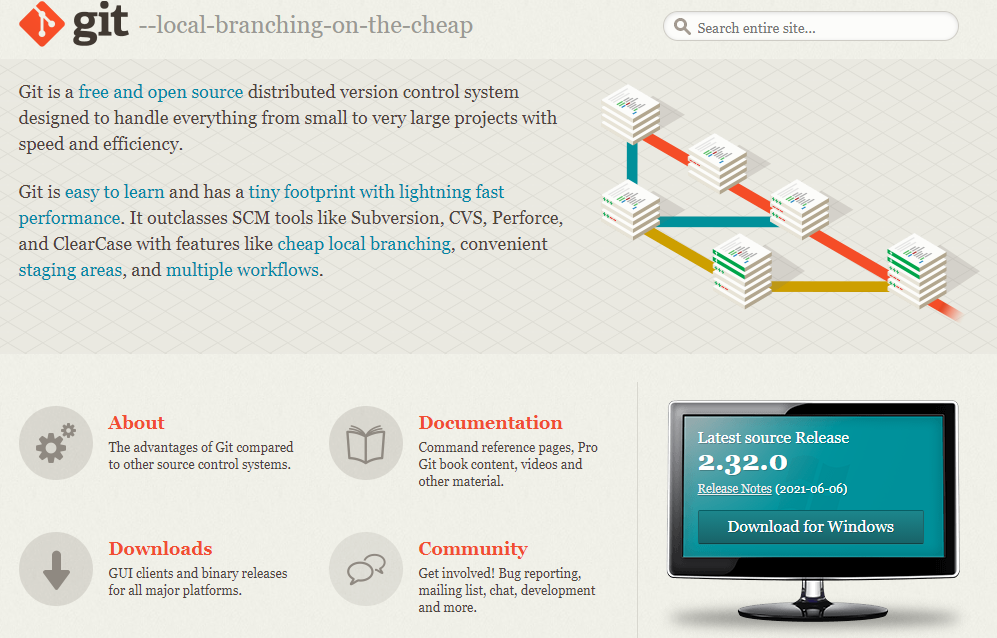 git --local-branching-on-the-cheap
Search entire site...
Git is a free and open source distributed version control system
designed to handle everything from small to very large projects with
speed and efficiency.
Git is easy to learn and has a tiny footprint with lightning fast
performance. It outclasses SCM tools like Subversion, CVS, Perforce,
and ClearCase with features like cheap local branching, convenient
staging areas, and multiple workflows.
About
The advantages of Git compared
to other source control systems.
Documentation
Command reference pages, Pro
Git book content, videos and
other material.
Downloads
GUI clients and binary releases
for all major platforms.
Community
Get involved! Bug reporting,
mailing list, chat, development
and more.
Latest source Release
2.32.0
Release Notes (2021-06-06)
Download for Windows